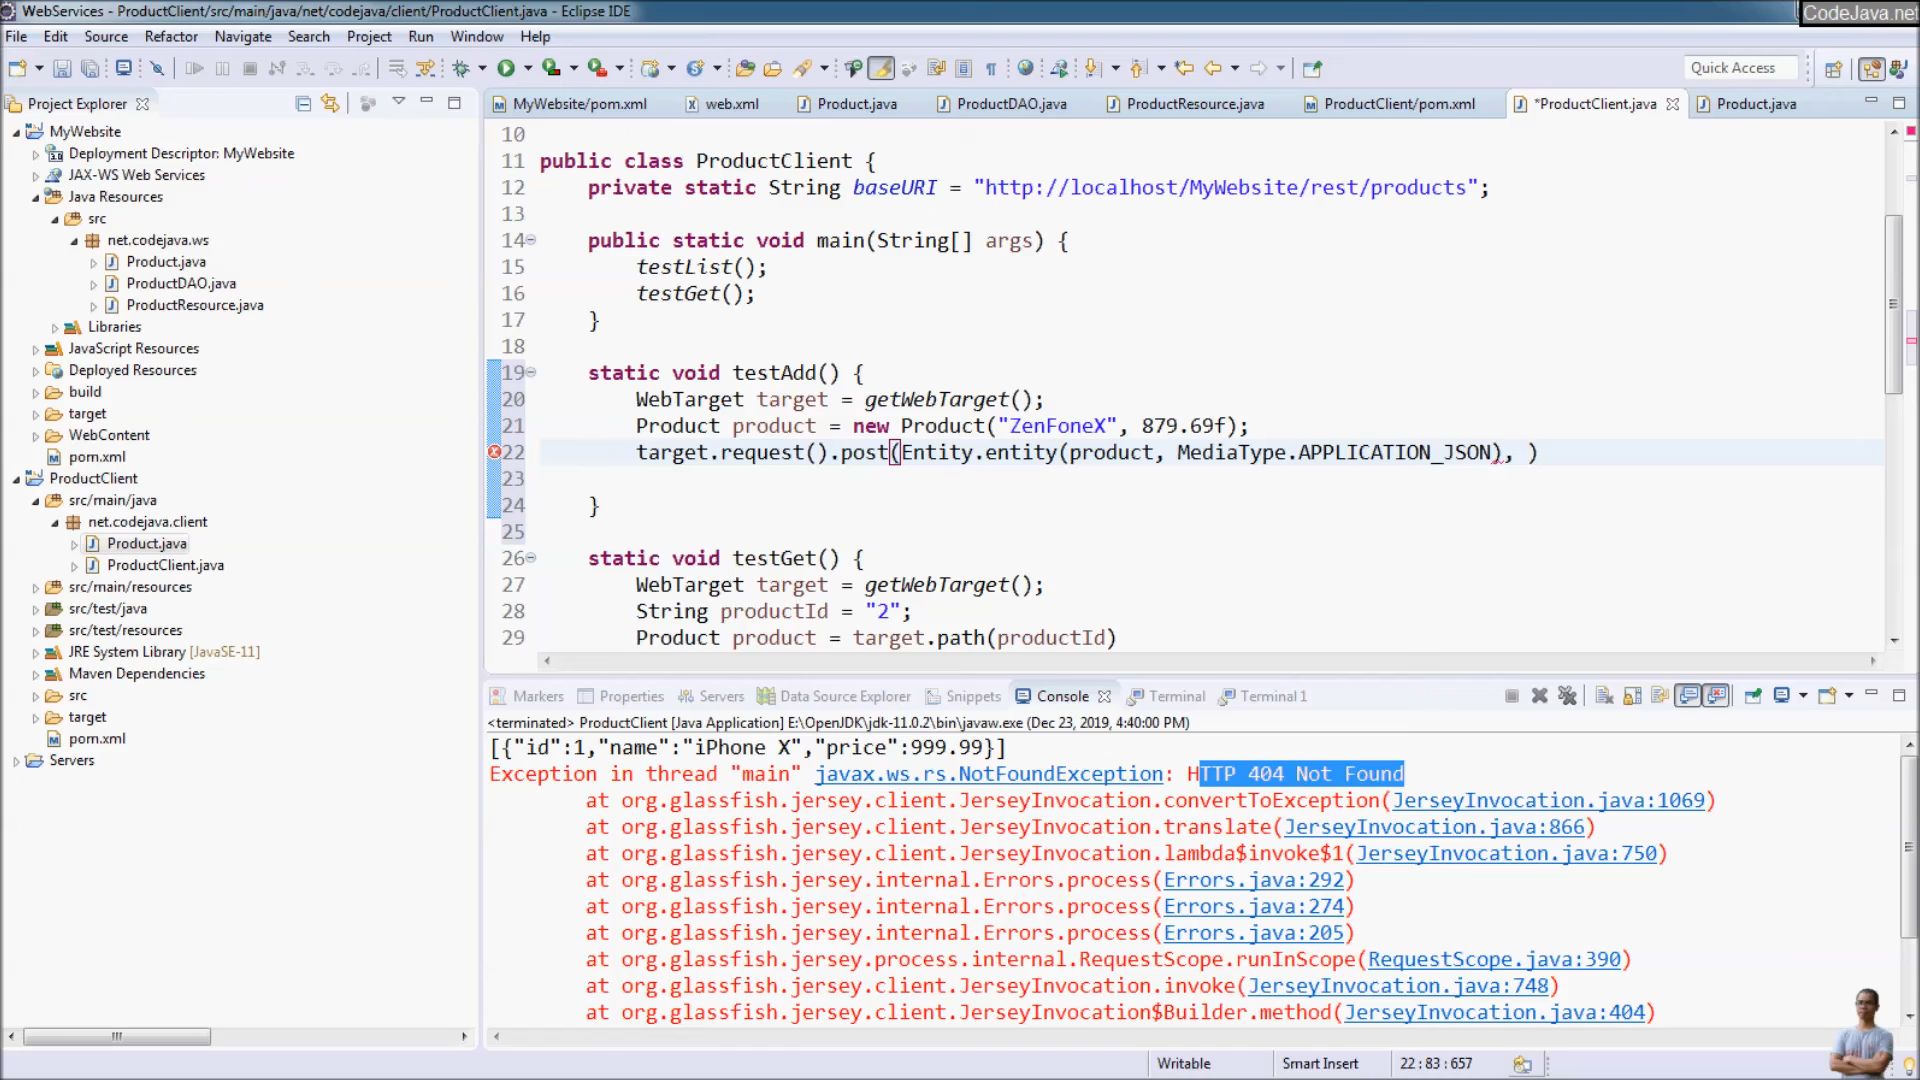 WebServices - ProductClient/src/main/java/net/codejava/client/ProductClient.java - Eclipse IDE
CodeJava.net
File Edit Source Refactor Navigate Search Project Run Window Help
Quick Access
Project Explorer
MyWebsite
Deployment Descriptor: MyWebsite
JAX-WS Web Services
Java Resources
src
net.codejava.ws
Product.java
ProductDAO.java
ProductResource.java
Libraries
JavaScript Resources
Deployed Resources
build
target
WebContent
pom.xml
ProductClient
src/main/java
net.codejava.client
Product.java
ProductClient.java
src/main/resources
src/test/java
src/test/resources
JRE System Library [JavaSE-11]
Maven Dependencies
src
target
pom.xml
Servers
MyWebsite/pom.xml web.xml Product.java ProductDAO.java ProductResource.java ProductClient/pom.xml *ProductClient.java Product.java
10
11 public class ProductClient {
12 private static String baseURI = "http://localhost/MyWebsite/rest/products";
13
14 public static void main(String[] args) {
15 testList();
16 testGet();
17 }
18
19 static void testAdd() {
20 WebTarget target = getWebTarget();
21 Product product = new Product("ZenFoneX", 879.69f);
22 target.request().post(Entity.entity(product, MediaType.APPLICATION_JSON), )
23
24 }
25
26 static void testGet() {
27 WebTarget target = getWebTarget();
28 String productId = "2";
29 Product product = target.path(productId)
Markers Properties Servers Data Source Explorer Snippets Console Terminal Terminal 1
<terminated> ProductClient [Java Application] E:\OpenJDK\jdk-11.0.2\bin\javaw.exe (Dec 23, 2019, 4:40:00 PM)
[{"id":1,"name":"iPhone X","price":999.99}]
Exception in thread "main" javax.ws.rs.NotFoundException: HTTP 404 Not Found
at org.glassfish.jersey.client.JerseyInvocation.convertToException(JerseyInvocation.java:1069)
at org.glassfish.jersey.client.JerseyInvocation.translate(JerseyInvocation.java:866)
at org.glassfish.jersey.client.JerseyInvocation.lambda$invoke$1(JerseyInvocation.java:750)
at org.glassfish.jersey.internal.Errors.process(Errors.java:292)
at org.glassfish.jersey.internal.Errors.process(Errors.java:274)
at org.glassfish.jersey.internal.Errors.process(Errors.java:205)
at org.glassfish.jersey.process.internal.RequestScope.runInScope(RequestScope.java:390)
at org.glassfish.jersey.client.JerseyInvocation.invoke(JerseyInvocation.java:748)
at org.glassfish.jersey.client.JerseyInvocation$Builder.method(JerseyInvocation.java:404)
Writable Smart Insert 22:83:657